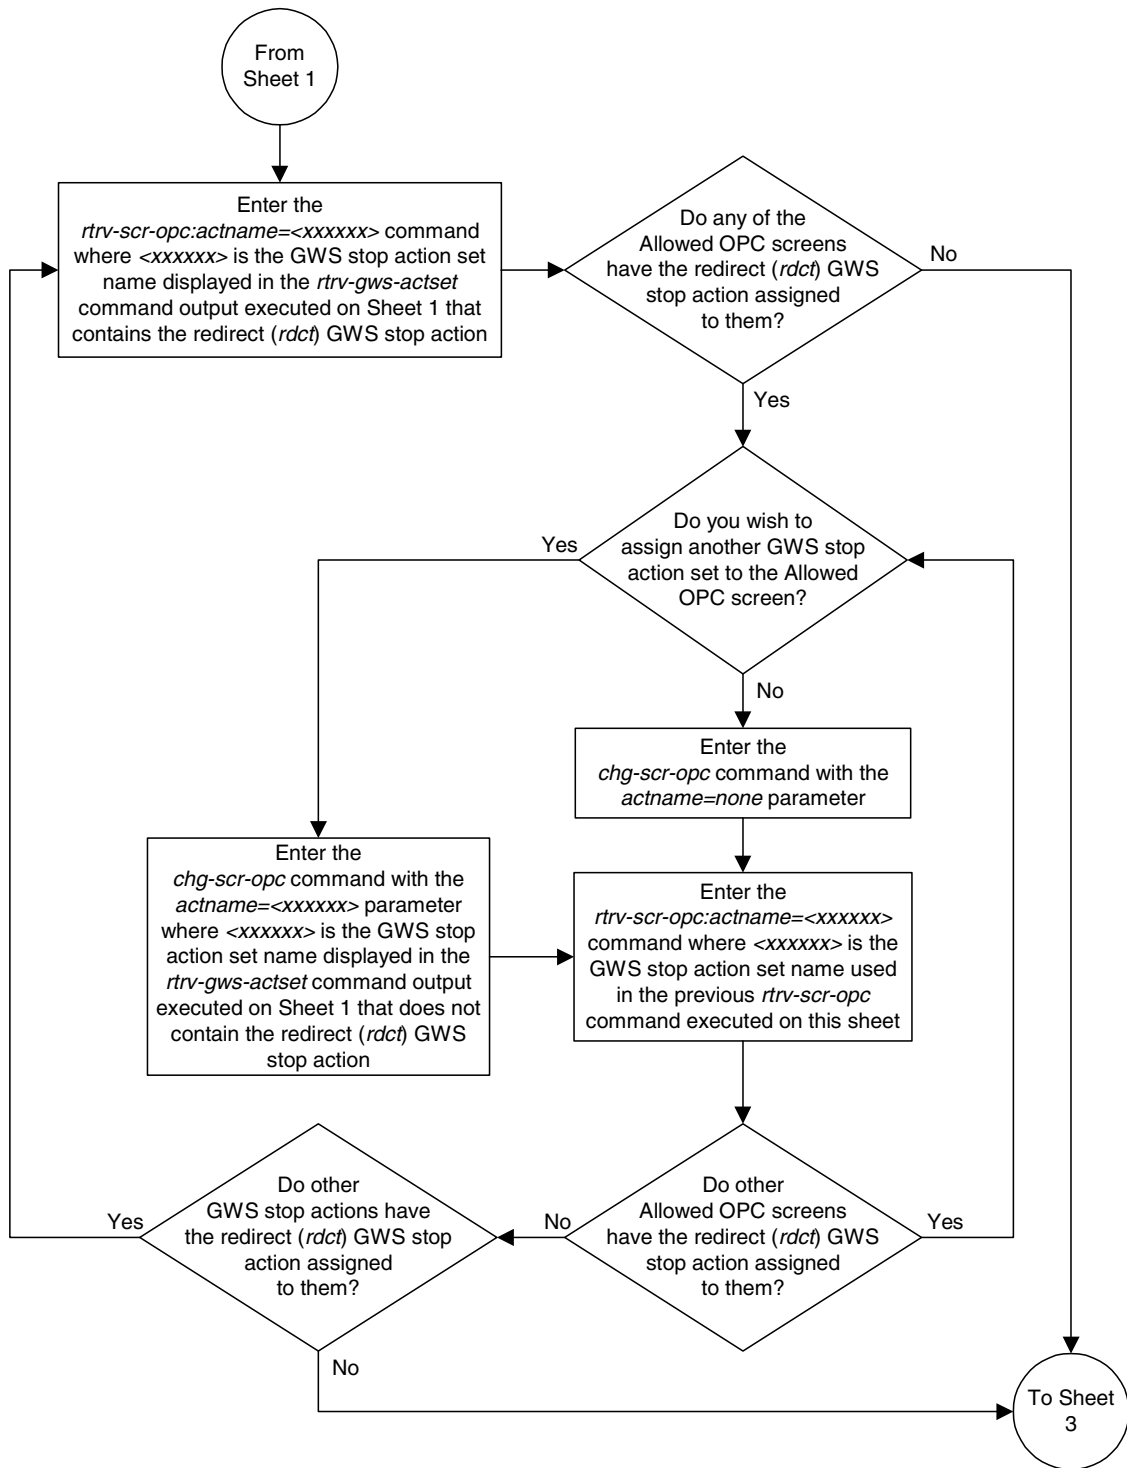 From
Sheet 1
Enter the
rtrv-scr-opc:actname=<xxxxxx> command
where <xxxxxx> is the GWS stop action set
name displayed in the rtrv-gws-actset
command output executed on Sheet 1 that
contains the redirect (rdct) GWS stop action
Do any of the
Allowed OPC screens
have the redirect (rdct) GWS
stop action assigned
to them?
No
Yes
Do you wish to
assign another GWS stop
action set to the Allowed
OPC screen?
Yes
No
Enter the
chg-scr-opc command with the
actname=none parameter
Enter the
chg-scr-opc command with the
actname=<xxxxxx> parameter
where <xxxxxx> is the GWS stop
action set name displayed in the
rtrv-gws-actset command output
executed on Sheet 1 that does not
contain the redirect (rdct) GWS
stop action
Enter the
rtrv-scr-opc:actname=<xxxxxx>
command where <xxxxxx> is the
GWS stop action set name used
in the previous rtrv-scr-opc
command executed on this sheet
Do other
Allowed OPC screens
have the redirect (rdct) GWS
stop action assigned
to them?
Yes
No
Do other
GWS stop actions have
the redirect (rdct) GWS stop
action assigned
to them?
Yes
No
To Sheet
3